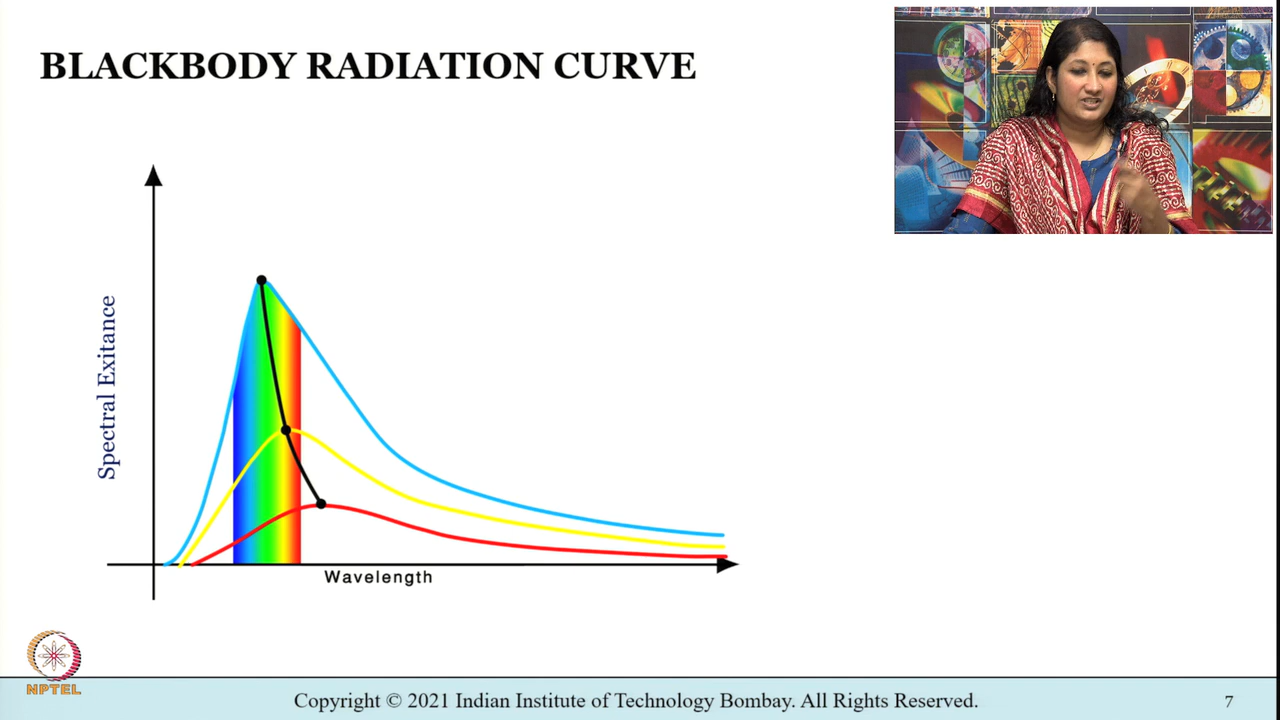 BLACKBODY RADIATION CURVE
Spectral Exitance
Wavelength
NPTEL
Copyright © 2021 Indian Institute of Technology Bombay. All Rights Reserved.
7